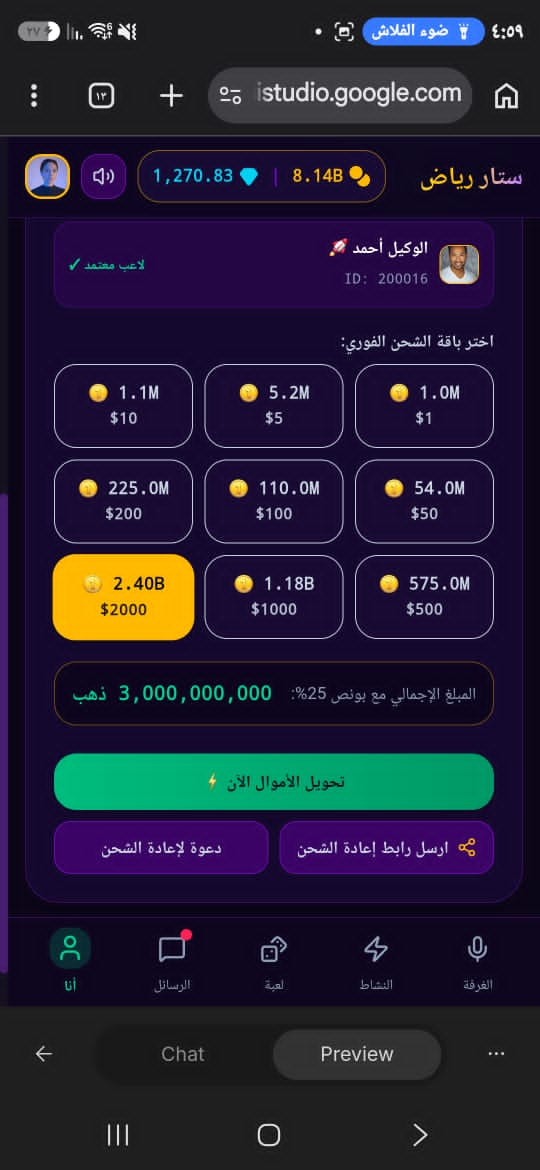 ٤:٥٩
ضوء الفلاش
٢٧
١٣
istudio.google.com
ستار رياض
8.14B | 1,270.83
الوكيل أحمد
ID: 200016
لاعب معتمد ✓
اختر باقة الشحن الفوري:
1.0M
$1
5.2M
$5
1.1M
$10
54.0M
$50
110.0M
$100
225.0M
$200
575.0M
$500
1.18B
$1000
2.40B
$2000
المبلغ الإجمالي مع بونص 25%: 3,000,000,000 ذهب
تحويل الأموال الآن
ارسل رابط إعادة الشحن
دعوة لإعادة الشحن
الغرفة
النشاط
لعبة
الرسائل
أنا
Chat
Preview